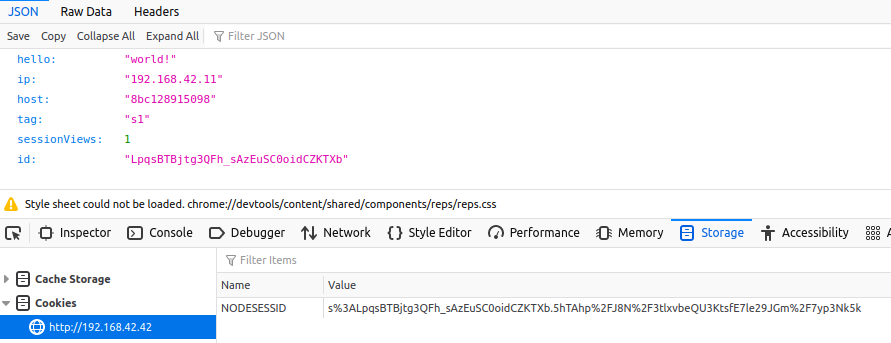 JSON Raw Data Headers
Save Copy Collapse All Expand All Filter JSON
hello: "world!"
ip: "192.168.42.11"
host: "8bc128915098"
tag: "s1"
sessionViews: 1
id: "LpqsBTBjtg3QFh_sAzEuSC0oidCZKTXb"
Style sheet could not be loaded. chrome://devtools/content/shared/components/reps/reps.css
Inspector Console Debugger Network Style Editor Performance Memory Storage Accessibility A
Filter Items
Cache Storage Name Value
Cookies NODESESSID s%3ALpqsBTBjtg3QFh_sAzEuSC0oidCZKTXb.5hTAhp%2FJ8N%2F3tlxvbeQU3KtsfE7le29JGm%2F7yp3Nk5k
http://192.168.42.42